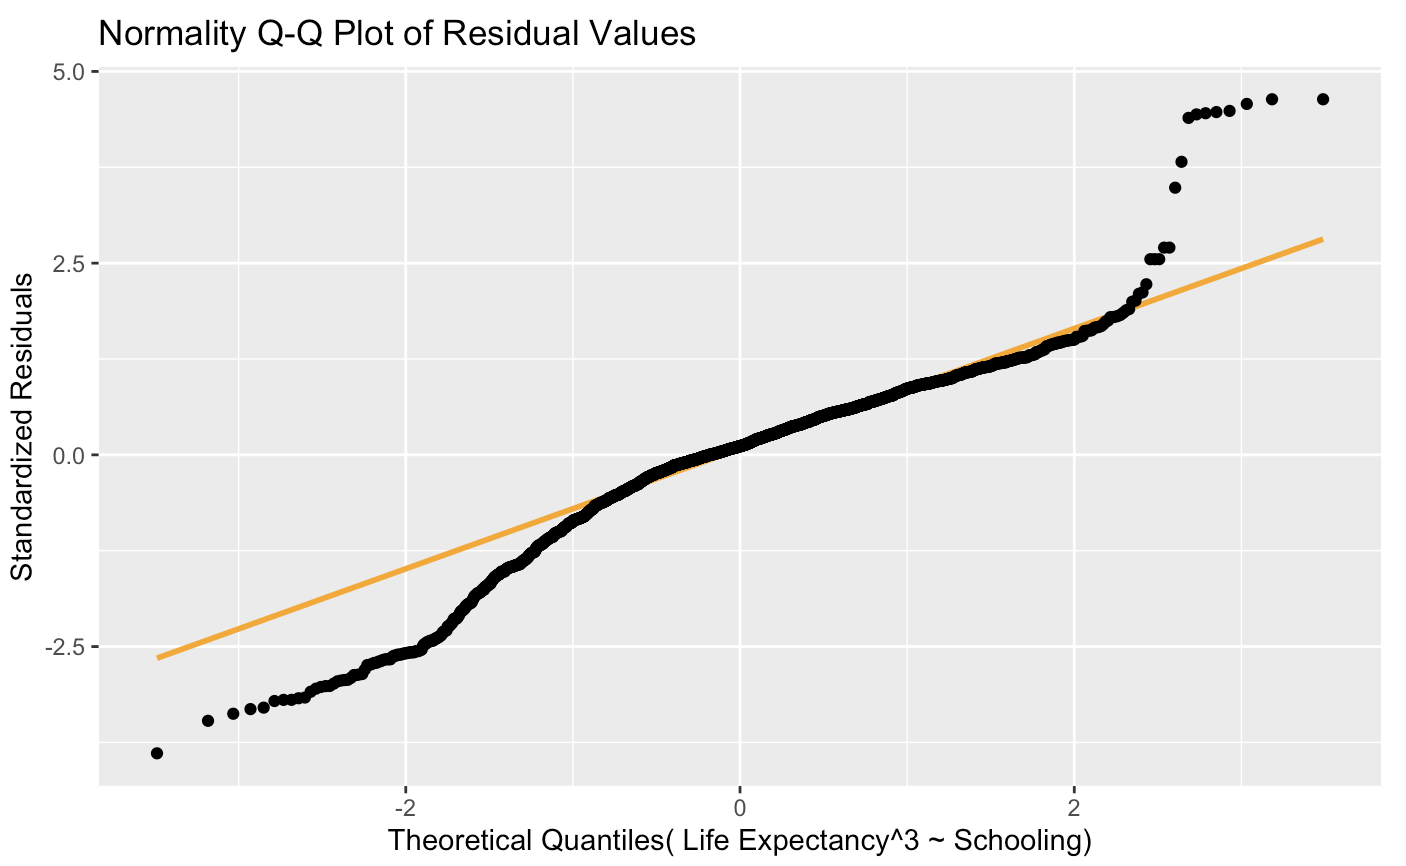 Normality Q-Q Plot of Residual Values
5.0
2.5
0.0
-2.5
Standardized Residuals
-2
0
2
Theoretical Quantiles( Life Expectancy^3 ~ Schooling)